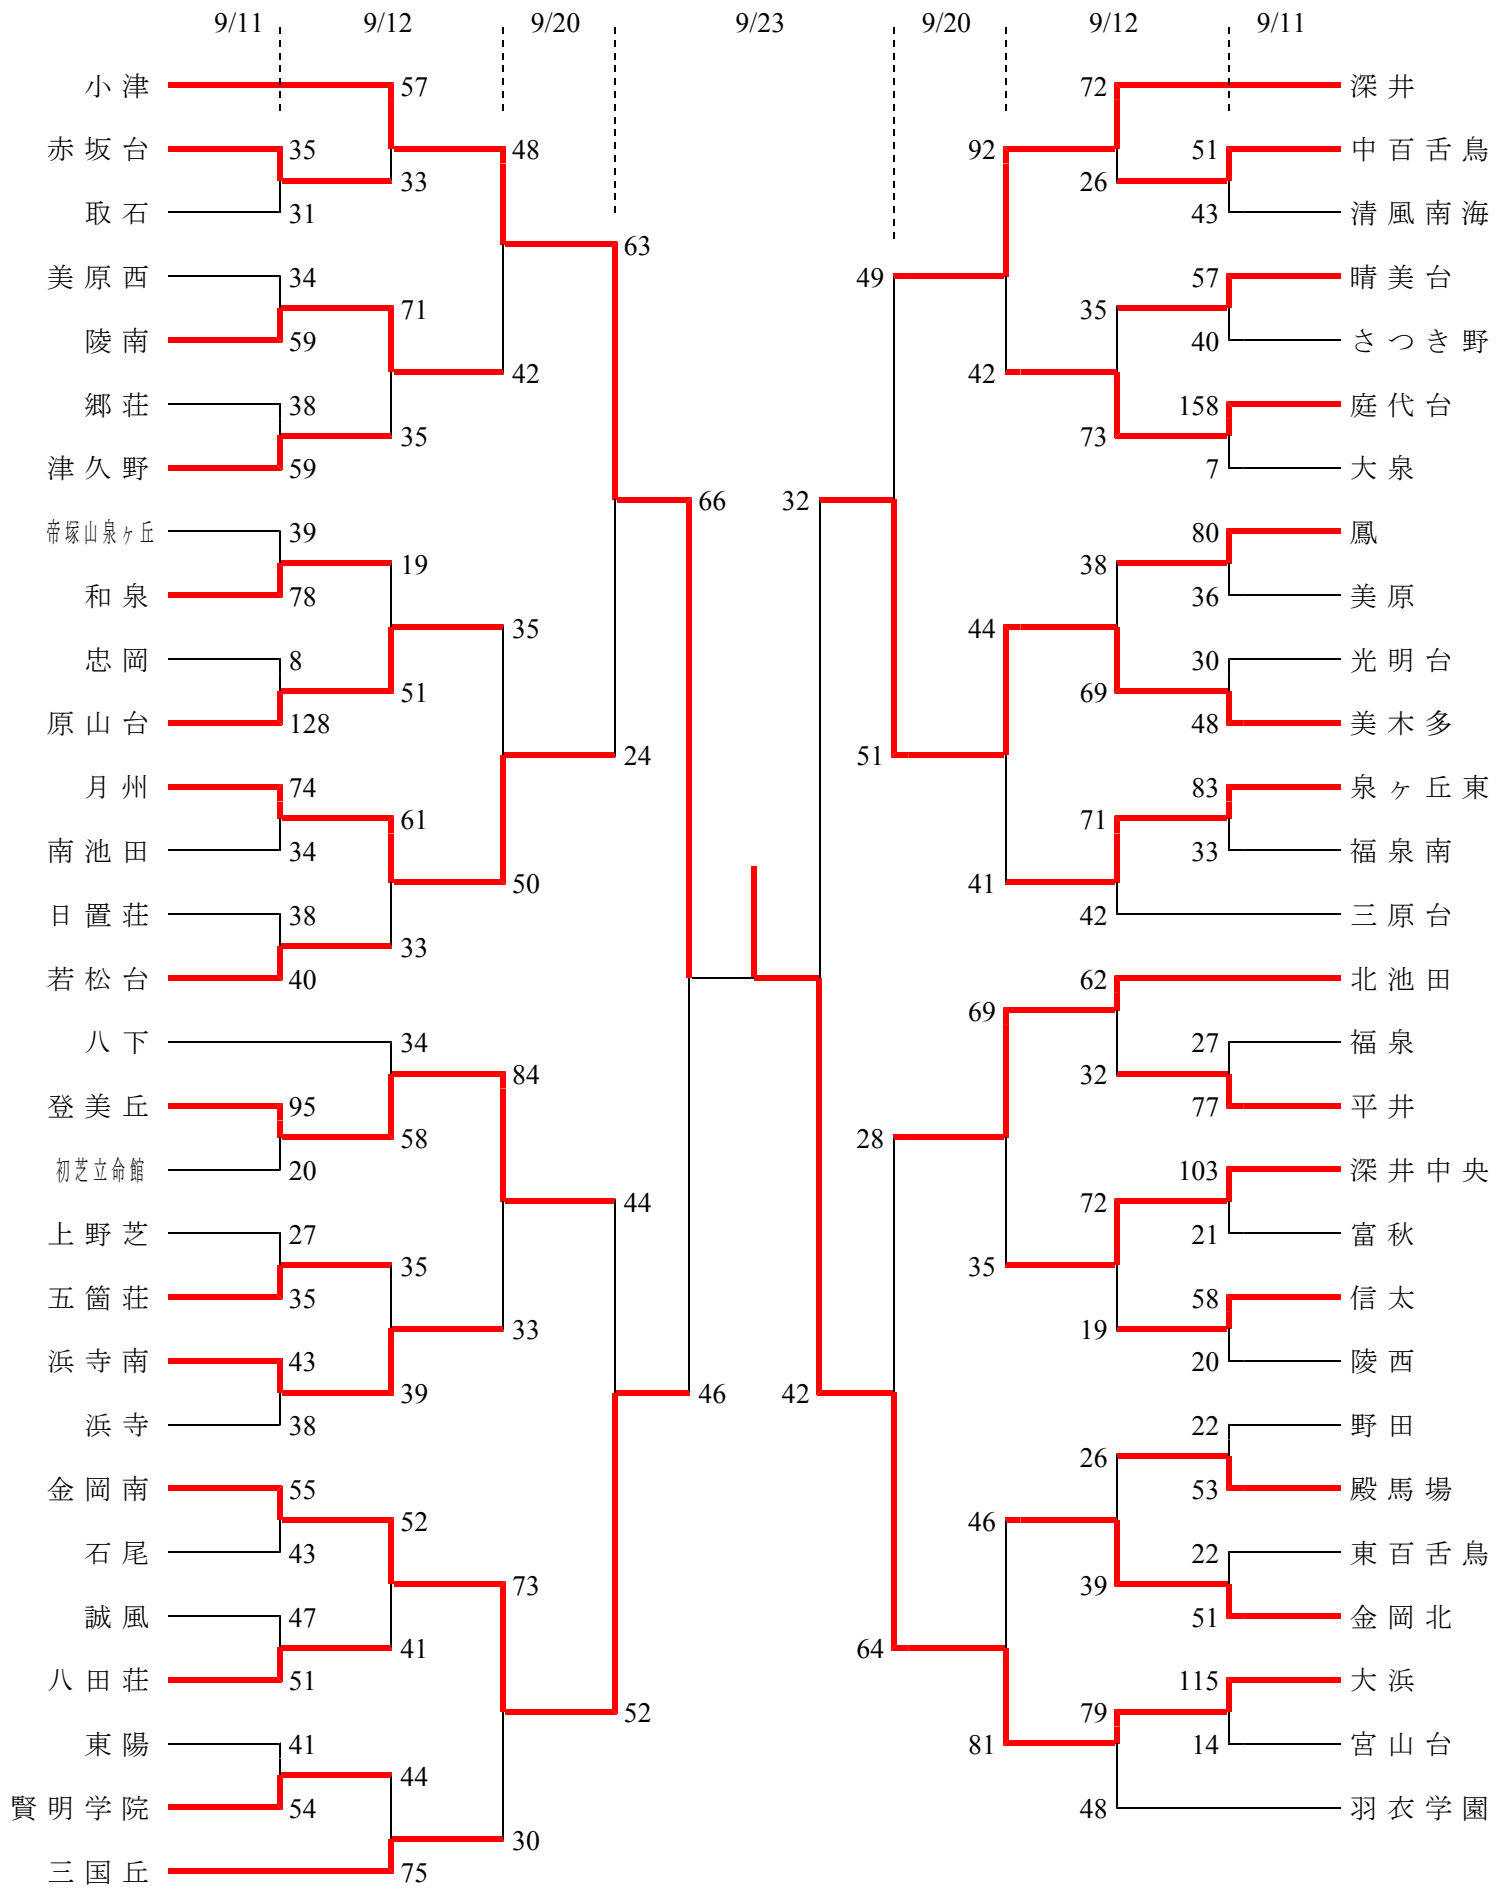 9/11 9/12 9/20 9/23 9/20 9/12 9/11
小津 57 72 深井
赤坂台 35 48 92 51 中百舌鳥
33 26
取石 31 43 清風南海
63
美原西 34 49 57 晴美台
71 35
陵南 59 40 さつき野
42 42
郷荘 38 158 庭代台
35 73
津久野 59 7 大泉
66 32
帝塚山泉ヶ丘 39 80 鳳
19 38
和泉 78 36 美原
35 44
忠岡 8 30 光明台
51 69
原山台 128 48 美木多
24 51
月州 74 83 泉ヶ丘東
61 71
南池田 34 33 福泉南
50 41
日置荘 38 42 三原台
33
若松台 40 62 北池田
69
八下 34 27 福泉
84 32
登美丘 95 77 平井
58 28
初芝立命館 20 103 深井中央
44 72
上野芝 27 21 富秋
35 35
五箇荘 35 58 信太
33 19
浜寺南 43 20 陵西
39 46 42
浜寺 38 22 野田
26
金岡南 55 53 殿馬場
52 46
石尾 43 22 東百舌鳥
73 39
誠風 47 51 金岡北
41 64
八田荘 51 115 大浜
52 79
東陽 41 81 14 宮山台
44
賢明学院 54 48 羽衣学園
30
三国丘 75